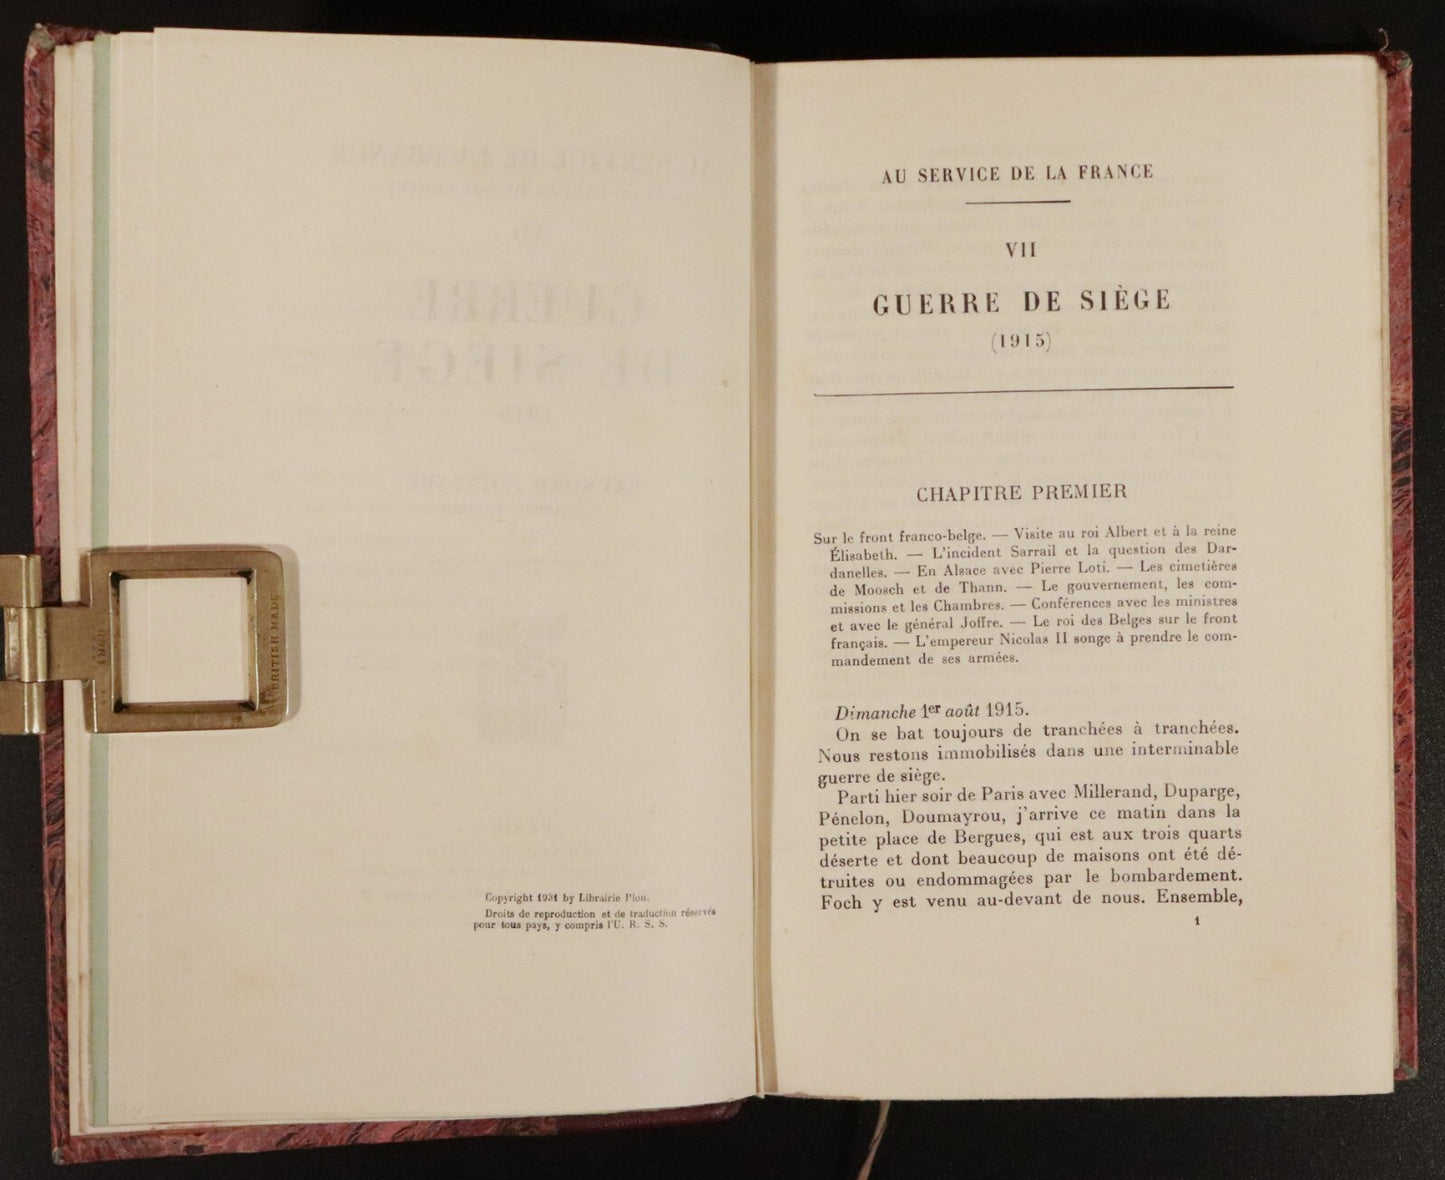 Copyright 1931 by Librairie Plon.
Droits de reproduction et de traduction réservés
pour tous pays, y compris l'U. R. S. S.
INCH
BRITISH MADE
AU SERVICE DE LA FRANCE
VII
GUERRE DE SIÈGE
(1915)
CHAPITRE PREMIER
Sur le front franco-belge. — Visite au roi Albert et à la reine
Élisabeth. — L'incident Sarrail et la question des Dar-
danelles. — En Alsace avec Pierre Loti. — Les cimetières
de Moosch et de Thann. — Le gouvernement, les com-
missions et les Chambres. — Conférences avec les ministres
et avec le général Joffre. — Le roi des Belges sur le front
français. — L'empereur Nicolas II songe à prendre le com-
mandement de ses armées.
Dimanche 1er août 1915.
On se bat toujours de tranchées à tranchées.
Nous restons immobilisés dans une interminable
guerre de siège.
Parti hier soir de Paris avec Millerand, Duparge,
Pénelon, Doumayrou, j'arrive ce matin dans la
petite place de Bergues, qui est aux trois quarts
déserte et dont beaucoup de maisons ont été dé-
truites ou endommagées par le bombardement.
Foch y est venu au-devant de nous. Ensemble,
1